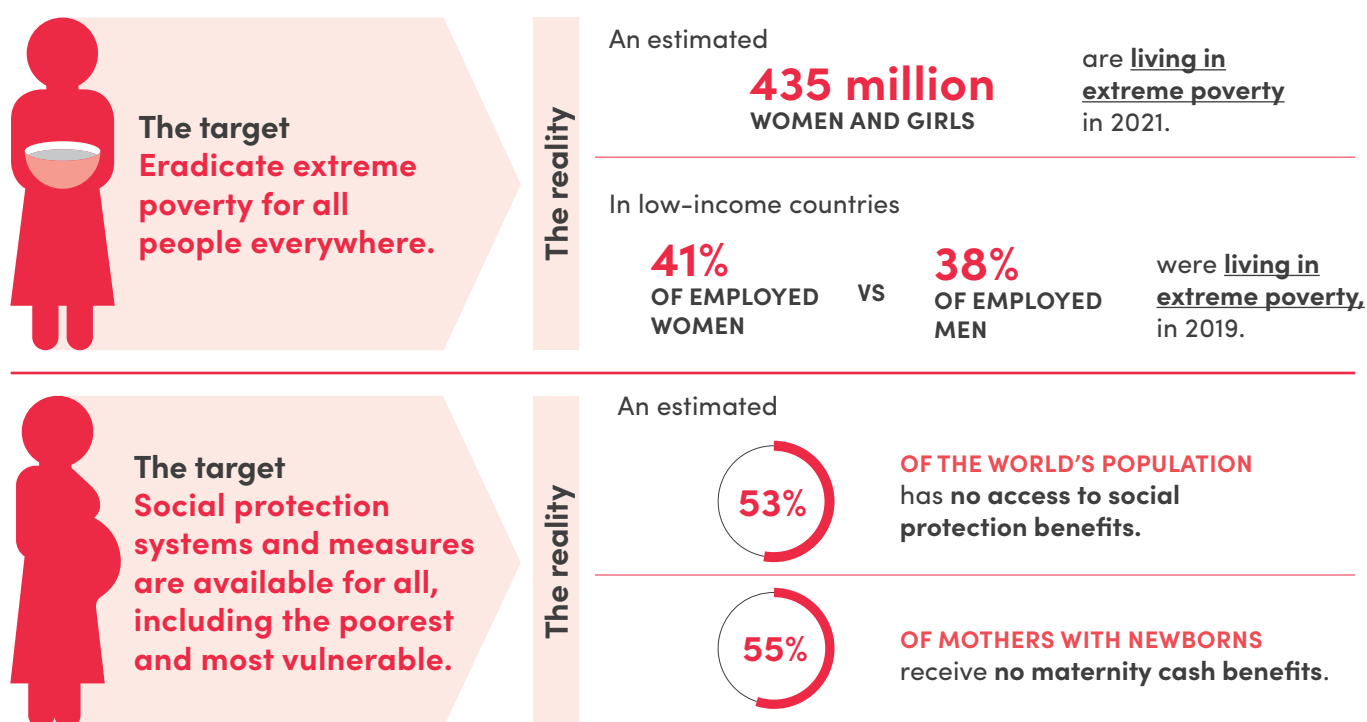 The target
Eradicate extreme
poverty for all
people everywhere.
The reality
An estimated
435 million
WOMEN AND GIRLS
are living in
extreme poverty
in 2021.
In low-income countries
41%
OF EMPLOYED
WOMEN
VS
38%
OF EMPLOYED
MEN
were living in
extreme poverty,
in 2019.
The target
Social protection
systems and measures
are available for all,
including the poorest
and most vulnerable.
The reality
An estimated
53%
OF THE WORLD'S POPULATION
has no access to social
protection benefits.
55%
OF MOTHERS WITH NEWBORNS
receive no maternity cash benefits.